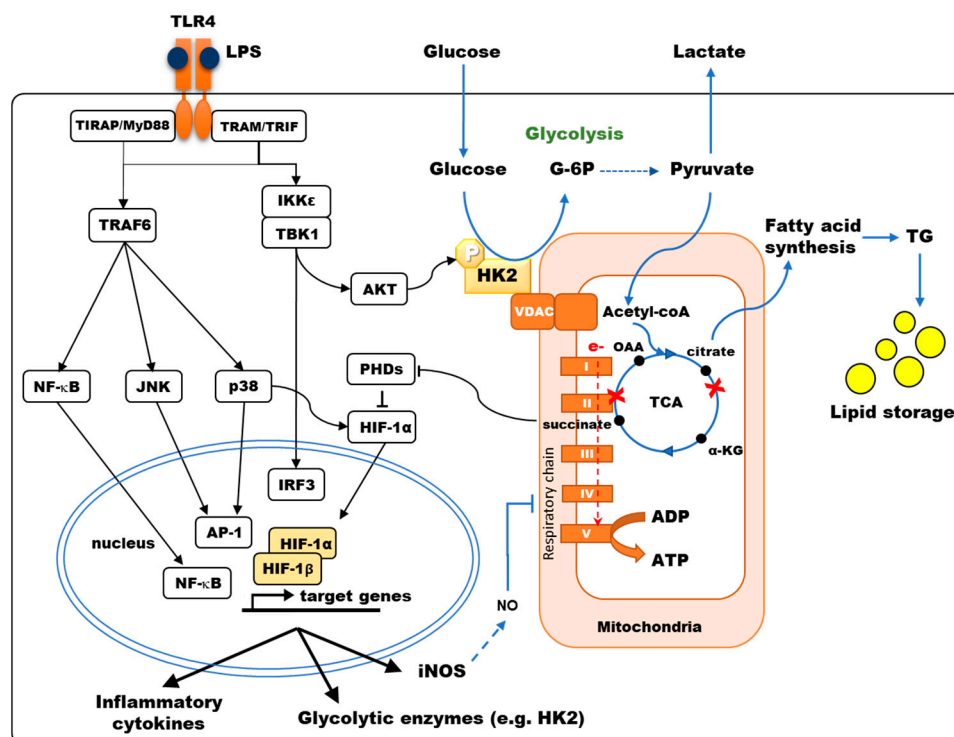 TLR4
LPS
Glucose
Lactate
TIRAP/MyD88
TRAM/TRIF
Glycolysis
Glucose
G-6P
Pyruvate
IKKε
TBK1
TRAF6
Fatty acid
synthesis
TG
P
HK2
AKT
VDAC
Acetyl-coA
e-
OAA
citrate
I
NF-κB
JNK
p38
PHDs
II
TCA
Lipid storage
HIF-1α
succinate
α-KG
III
IRF3
IV
Respiratory chain
ADP
AP-1
V
nucleus
HIF-1α
ATP
HIF-1β
NF-κB
target genes
NO
Mitochondria
iNOS
Inflammatory
cytokines
Glycolytic enzymes (e.g. HK2)